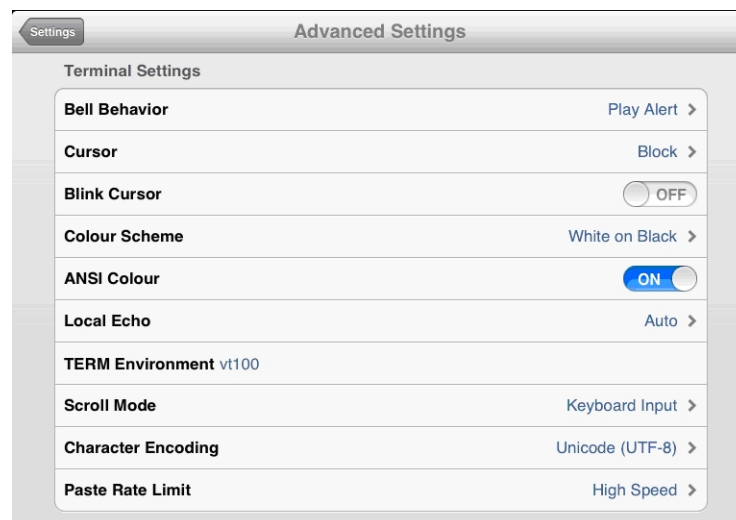 Settings
Advanced Settings
Terminal Settings
Bell Behavior Play Alert
Cursor Block
Blink Cursor OFF
Colour Scheme White on Black
ANSI Colour ON
Local Echo Auto
TERM Environment vt100
Scroll Mode Keyboard Input
Character Encoding Unicode (UTF-8)
Paste Rate Limit High Speed